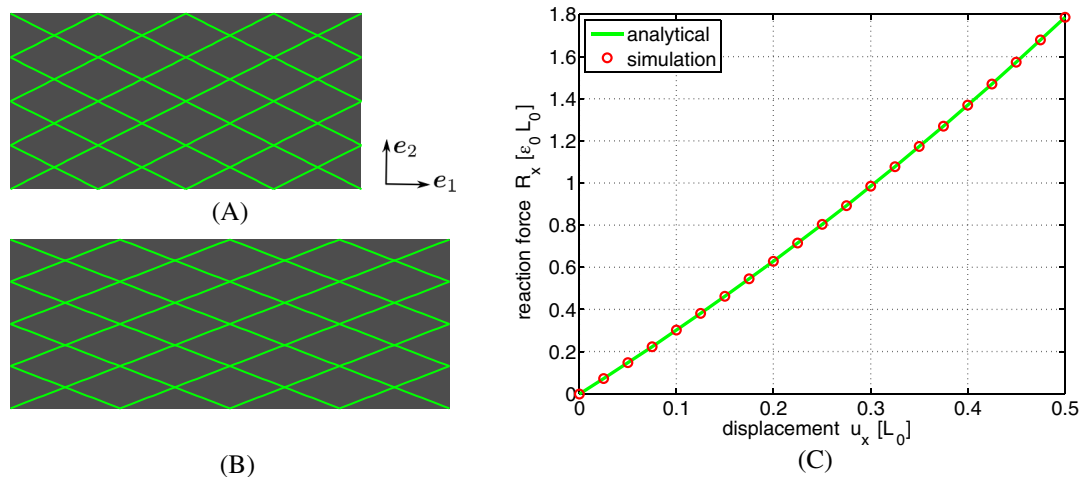 e₂
e₁
(A)
(B)
analytical
simulation
1.8
1.6
1.4
1.2
1
0.8
0.6
0.4
0.2
0
reaction force R_x [ε₀ L₀]
0 0.1 0.2 0.3 0.4 0.5
displacement u_x [L₀]
(C)